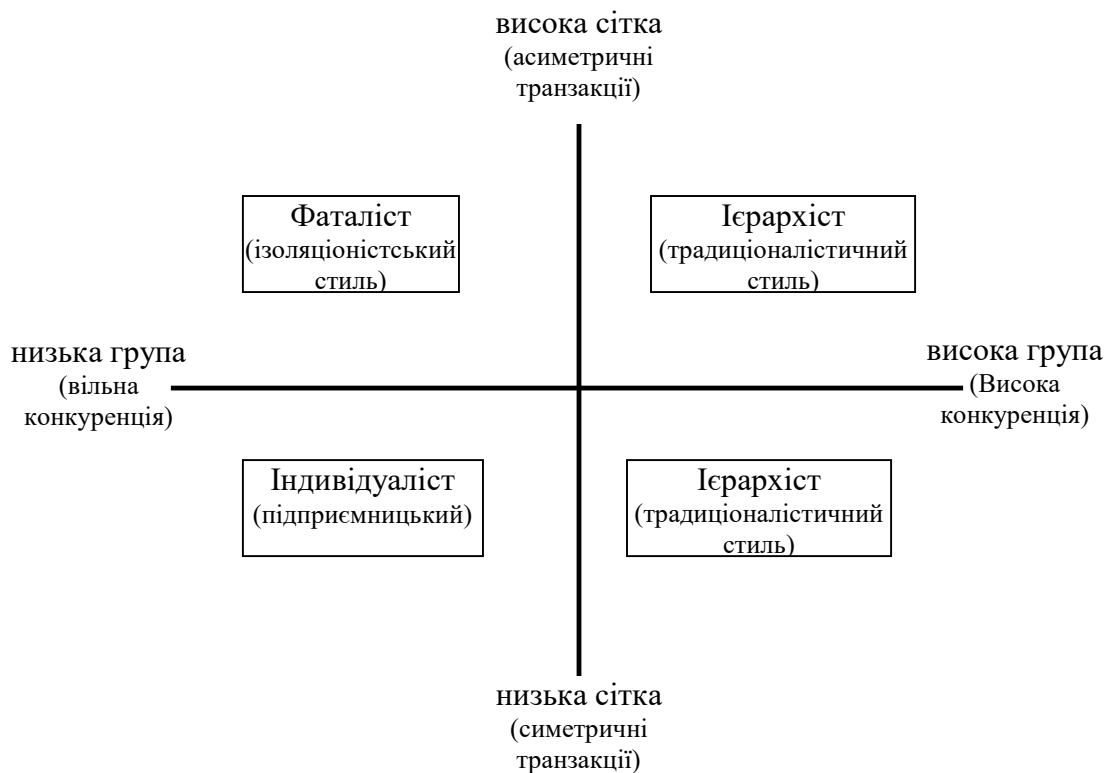 висока сітка
(асиметричні
транзакції)
Фаталіст
(ізоляціоністський
стиль)
Ієрархіст
(традиціоналістичний
стиль)
низька група
(вільна
конкуренція)
висока група
(Висока
конкуренція)
Індивідуаліст
(підприємницький)
Ієрархіст
(традиціоналістичний
стиль)
низька сітка
(симетричні
транзакції)